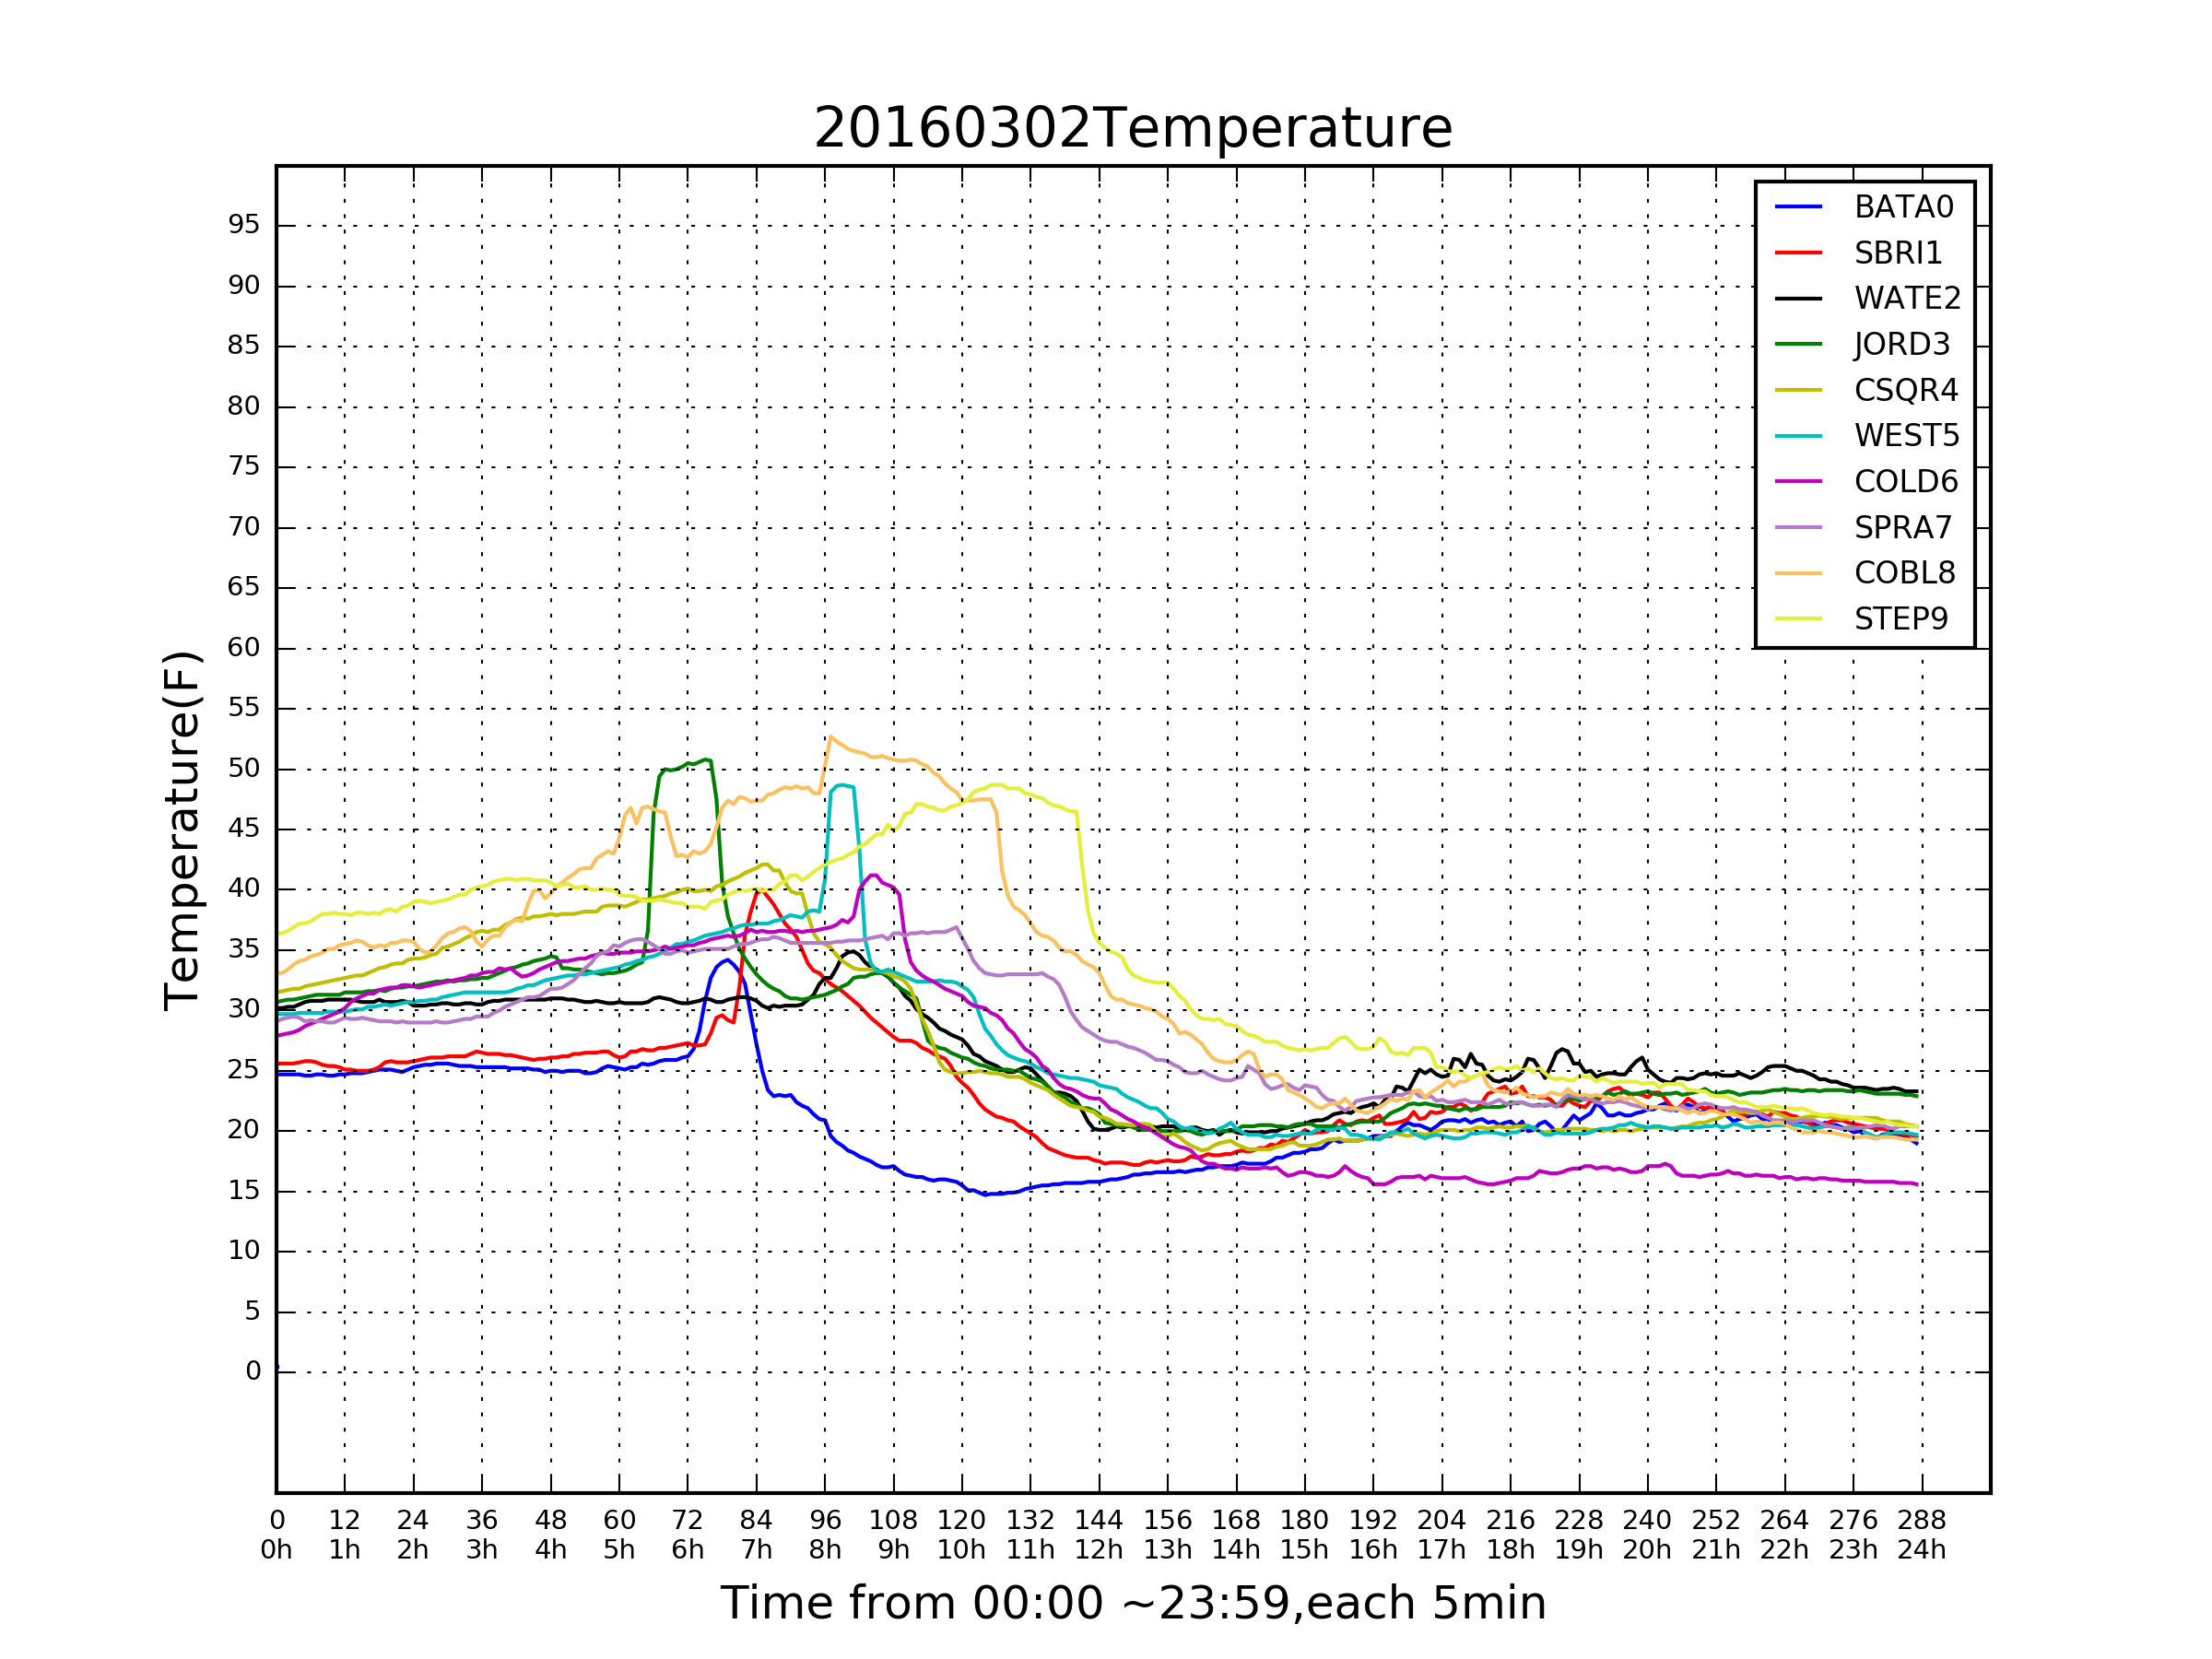 20160302Temperature
95
90
85
80
75
70
65
60
55
50
45
40
35
30
25
20
15
10
5
0
Temperature(F)
BATA0
SBRI1
WATE2
JORD3
CSQR4
WEST5
COLD6
SPRA7
COBL8
STEP9
0 12 24 36 48 60 72 84 96 108 120 132 144 156 168 180 192 204 216 228 240 252 264 276 288
0h 1h 2h 3h 4h 5h 6h 7h 8h 9h 10h 11h 12h 13h 14h 15h 16h 17h 18h 19h 20h 21h 22h 23h 24h
Time from 00:00 ~23:59,each 5min